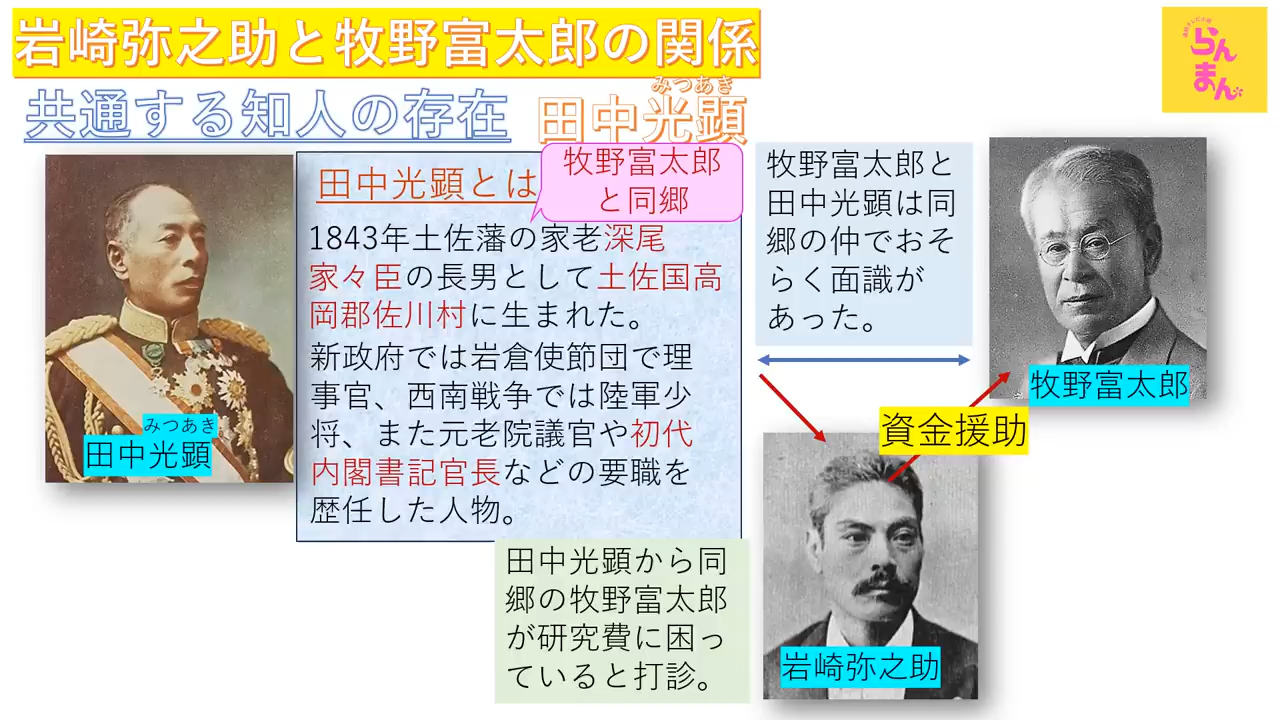 岩崎弥之助と牧野富太郎の関係
連続テレビ小説
らん
まん
共通する知人の存在
みつあき
田中光顕
田中光顕とは
牧野富太郎
と同郷
1843年土佐藩の家老深尾
家々臣の長男として土佐国高
岡郡佐川村に生まれた。
新政府では岩倉使節団で理
事官、西南戦争では陸軍少
将、また元老院議官や初代
内閣書記官長などの要職を
歴任した人物。
みつあき
田中光顕
牧野富太郎と
田中光顕は同
郷の仲でおそ
らく面識が
あった。
牧野富太郎
資金援助
田中光顕から同
郷の牧野富太郎
が研究費に困っ
ていると打診。
岩崎弥之助